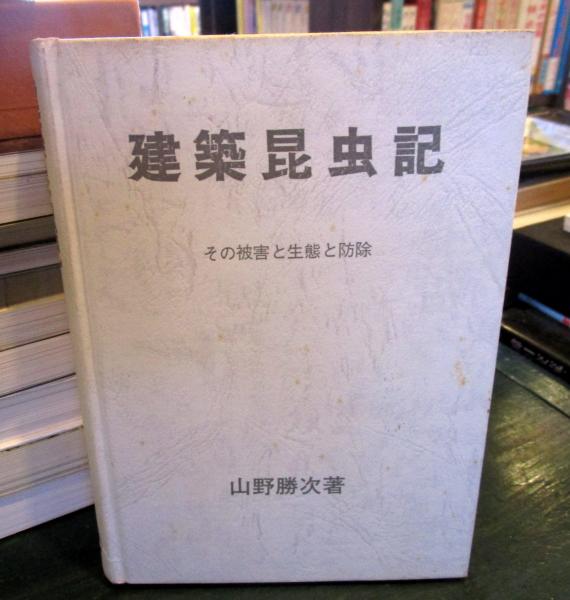 建築昆虫記
その被害と生態と防除
山野勝次著